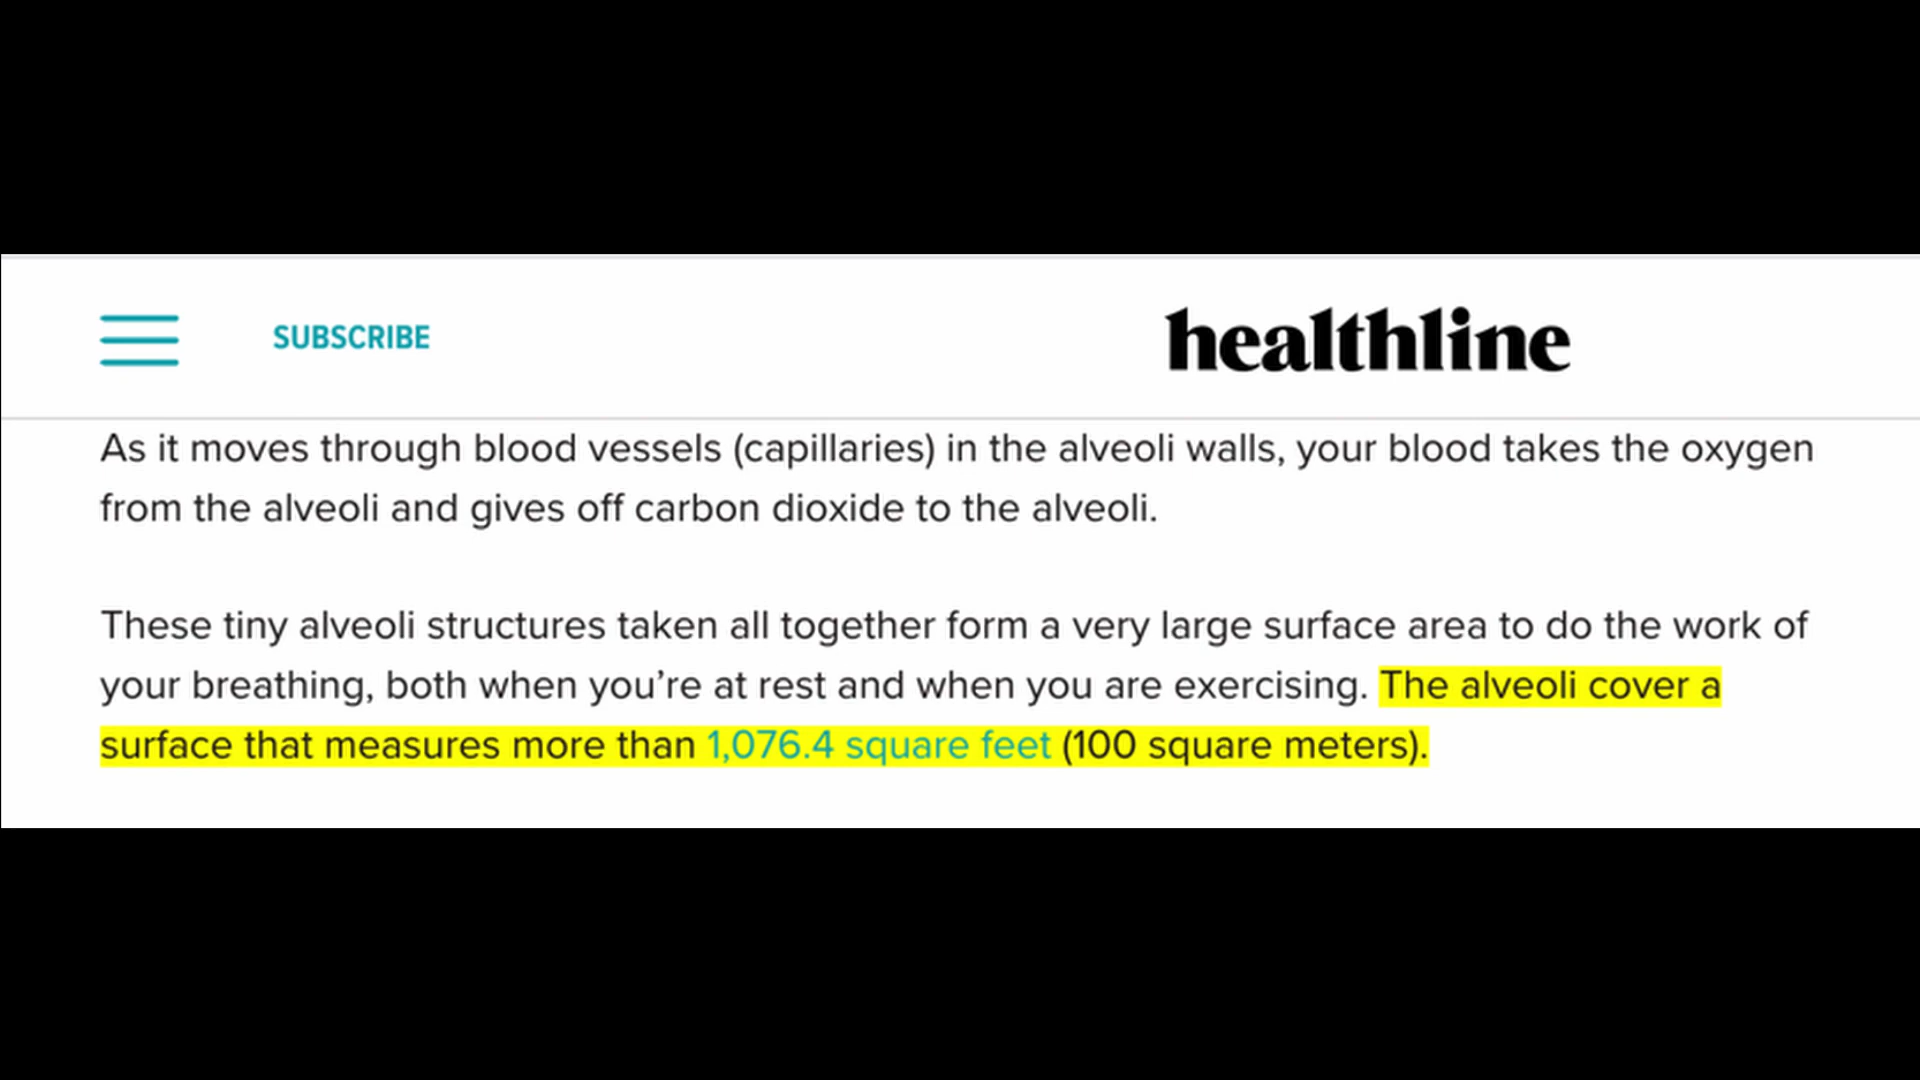 SUBSCRIBE
healthline
As it moves through blood vessels (capillaries) in the alveoli walls, your blood takes the oxygen
from the alveoli and gives off carbon dioxide to the alveoli.
These tiny alveoli structures taken all together form a very large surface area to do the work of
your breathing, both when you’re at rest and when you are exercising. The alveoli cover a
surface that measures more than 1,076.4 square feet (100 square meters).